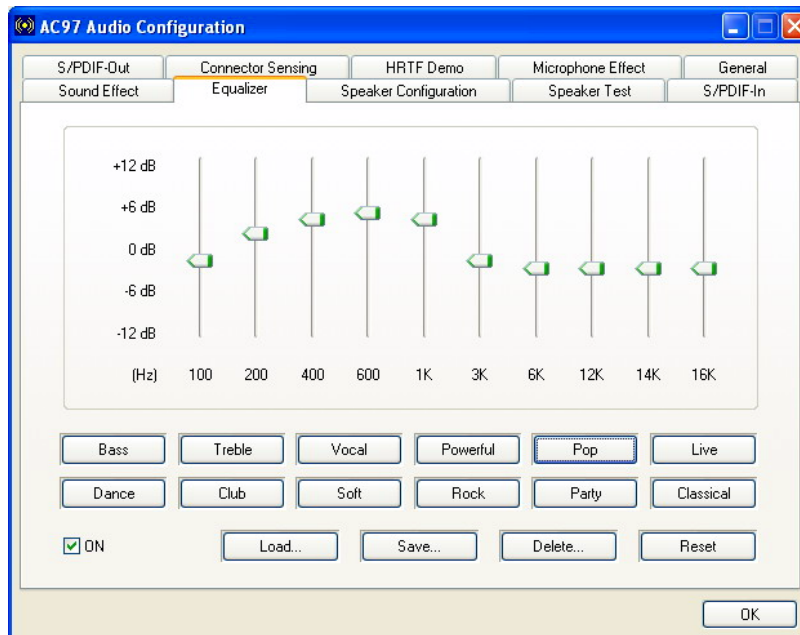 AC97 Audio Configuration
S/PDIF-Out Connector Sensing HRTF Demo Microphone Effect General
Sound Effect Equalizer Speaker Configuration Speaker Test S/PDIF-In
+12 dB
+6 dB
0 dB
-6 dB
-12 dB
(Hz) 100 200 400 600 1K 3K 6K 12K 14K 16K
Bass Treble Vocal Powerful Pop Live
Dance Club Soft Rock Party Classical
ON Load... Save... Delete... Reset
OK